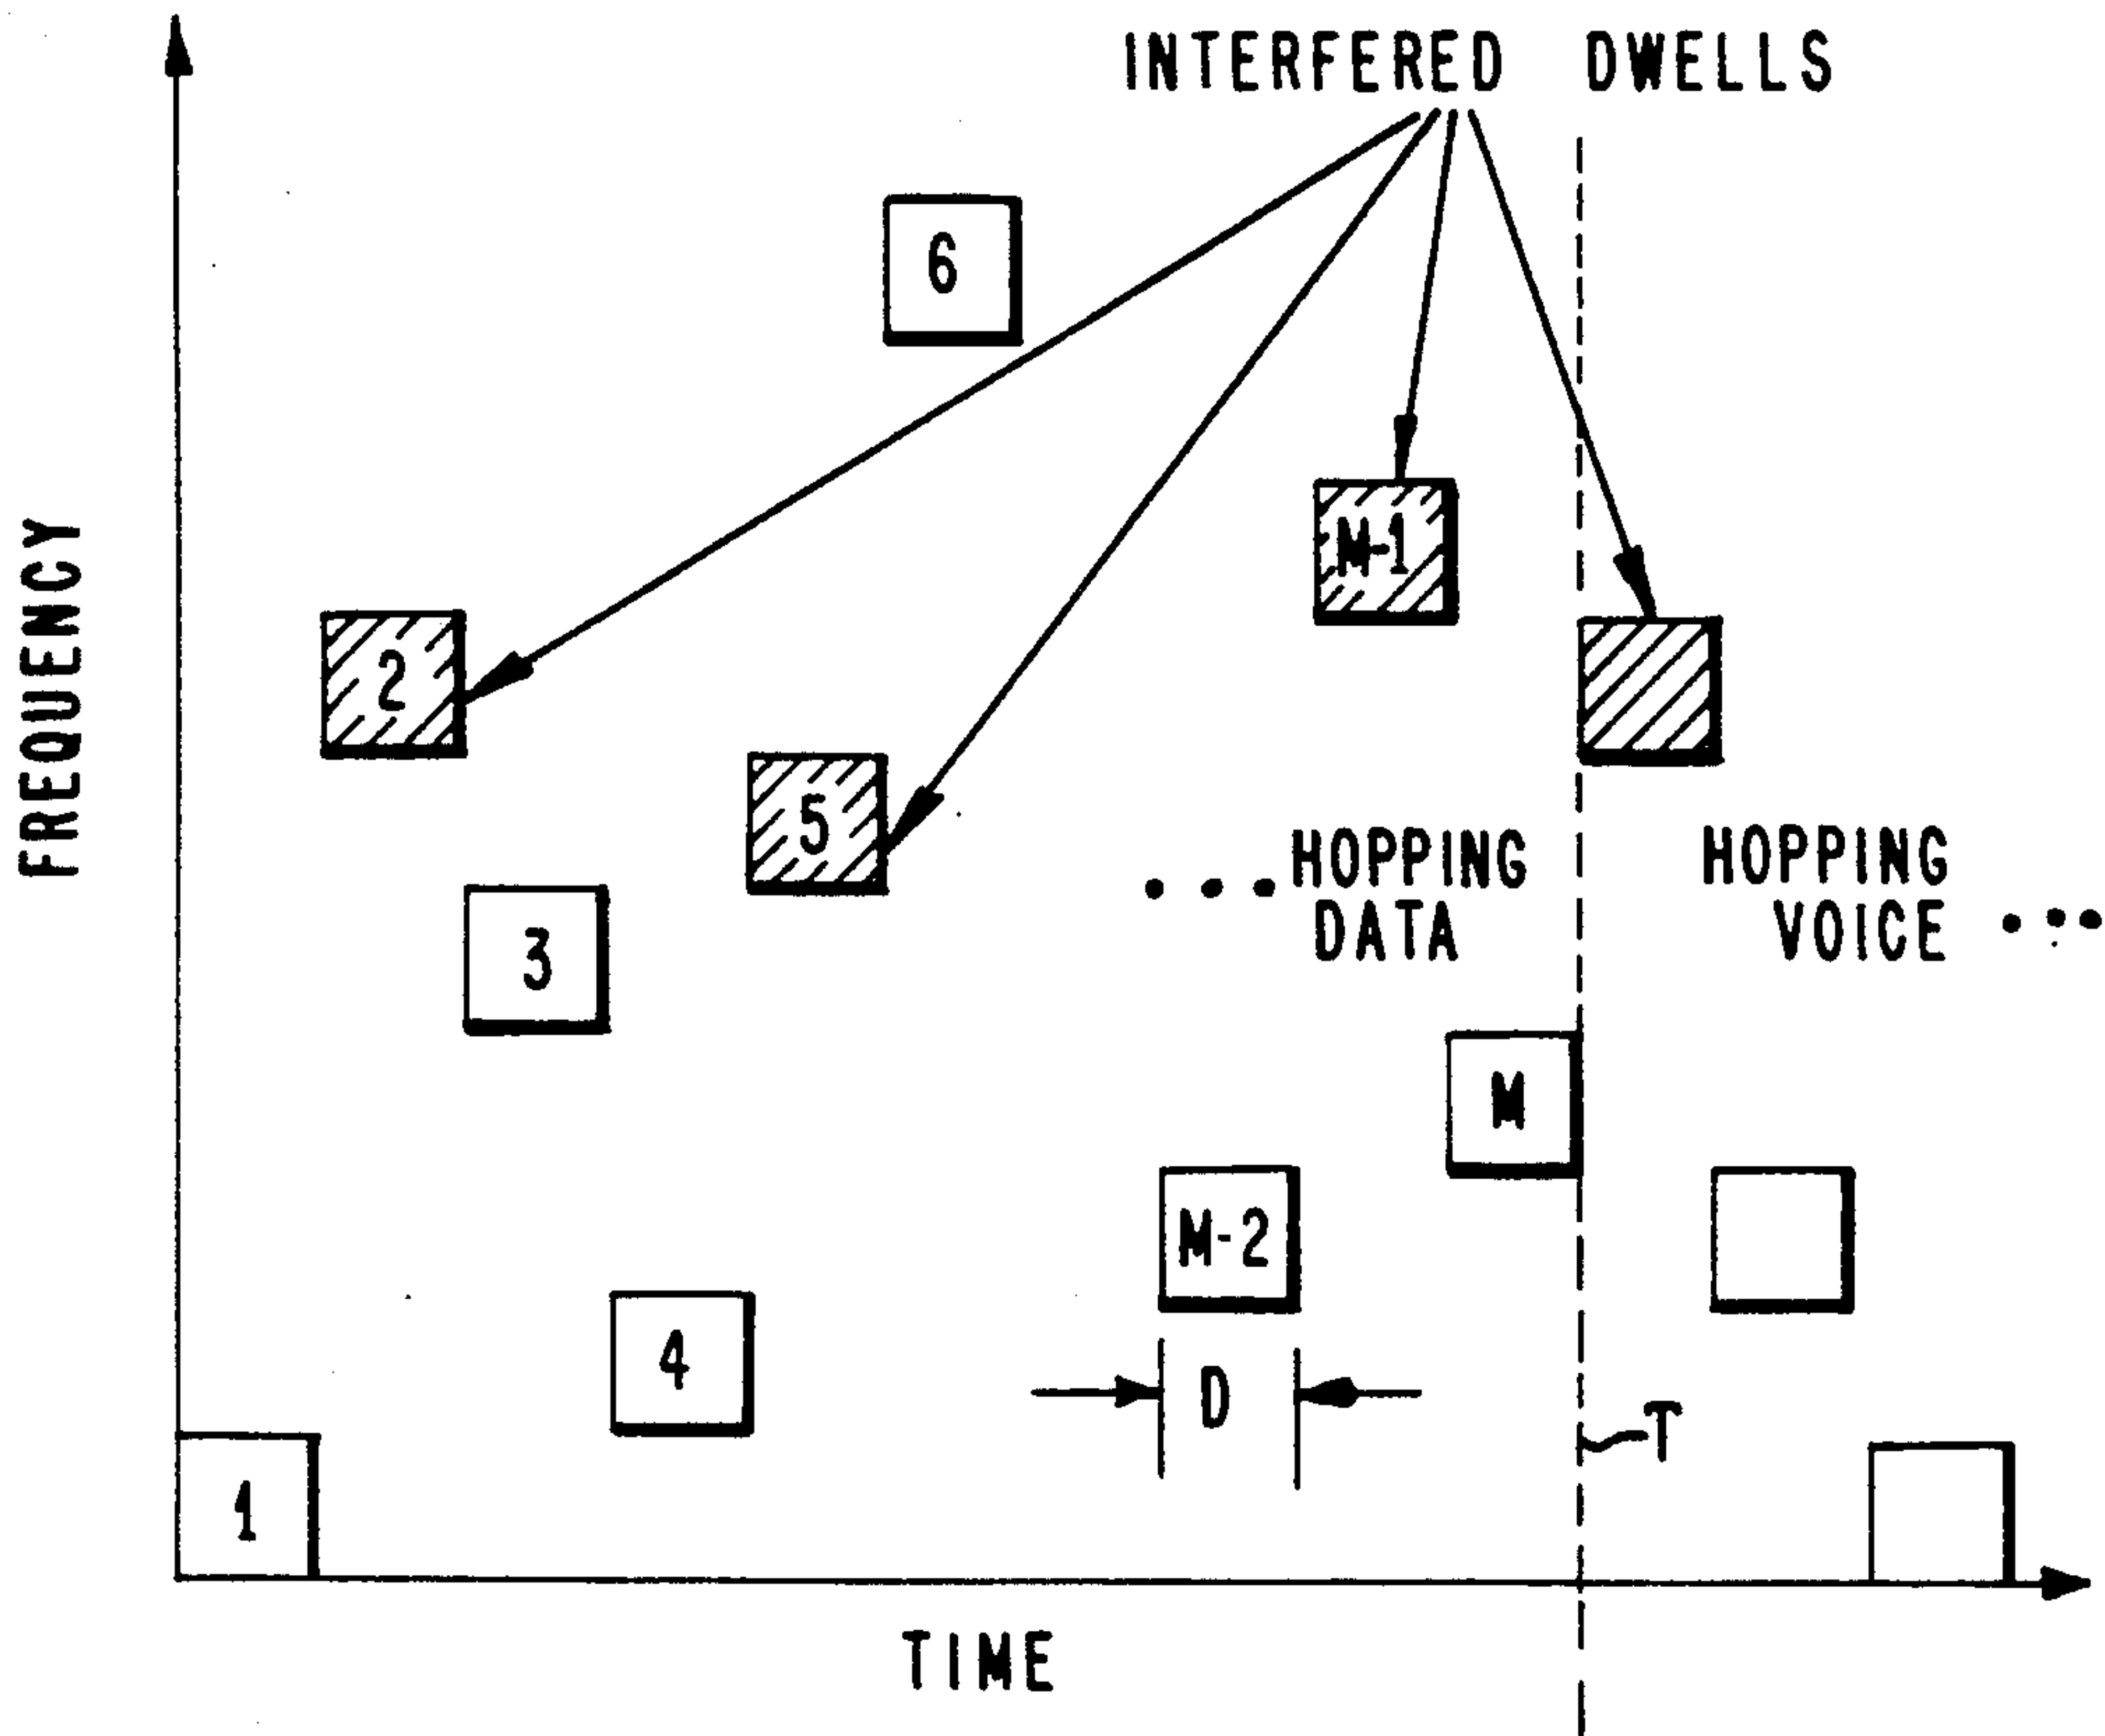 INTERFERED DWELLS
6
M-1
2
5
HOPPING
DATA
HOPPING
VOICE
3
M
M-2
4
D
T
1
FREQUENCY
TIME